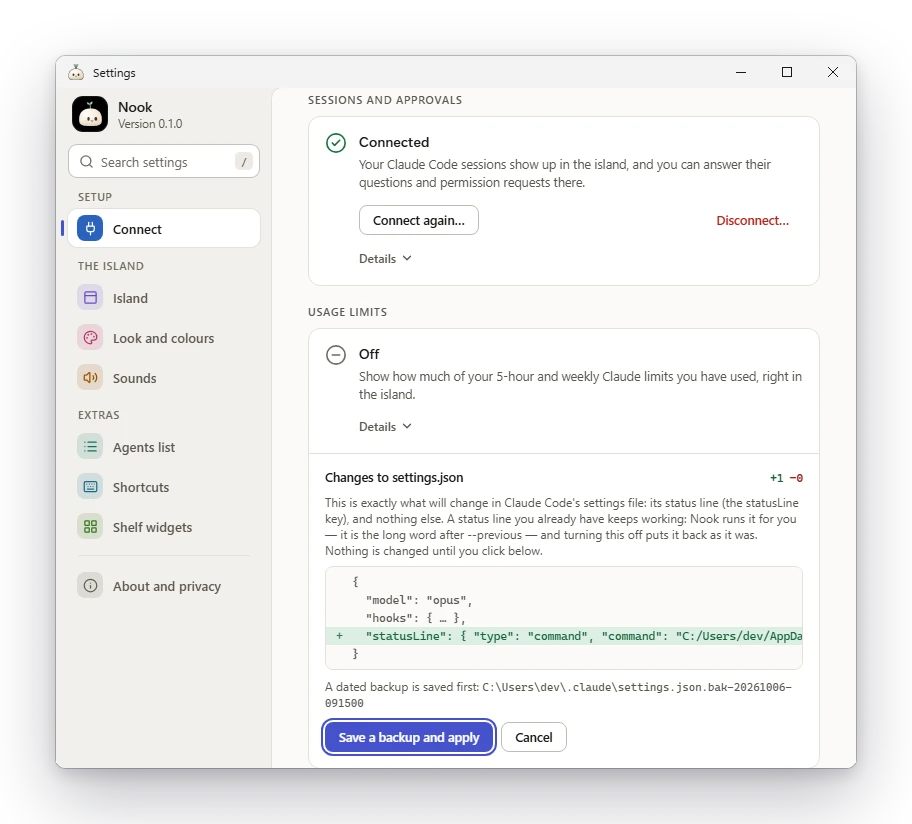 Settings
Nook
Version 0.1.0
Search settings
/
SETUP
Connect
THE ISLAND
Island
Look and colours
Sounds
EXTRAS
Agents list
Shortcuts
Shelf widgets
About and privacy
SESSIONS AND APPROVALS
Connected
Your Claude Code sessions show up in the island, and you can answer their
questions and permission requests there.
Connect again...
Disconnect...
Details
USAGE LIMITS
Off
Show how much of your 5-hour and weekly Claude limits you have used, right in
the island.
Details
Changes to settings.json
+1 −0
This is exactly what will change in Claude Code's settings file: its status line (the statusLine
key), and nothing else. A status line you already have keeps working: Nook runs it for you
— it is the long word after --previous — and turning this off puts it back as it was.
Nothing is changed until you click below.
{
"model": "opus",
"hooks": { … },
+ "statusLine": { "type": "command", "command": "C:/Users/dev/AppDa
}
A dated backup is saved first: C:\Users\dev\.claude\settings.json.bak-20261006-
091500
Save a backup and apply
Cancel